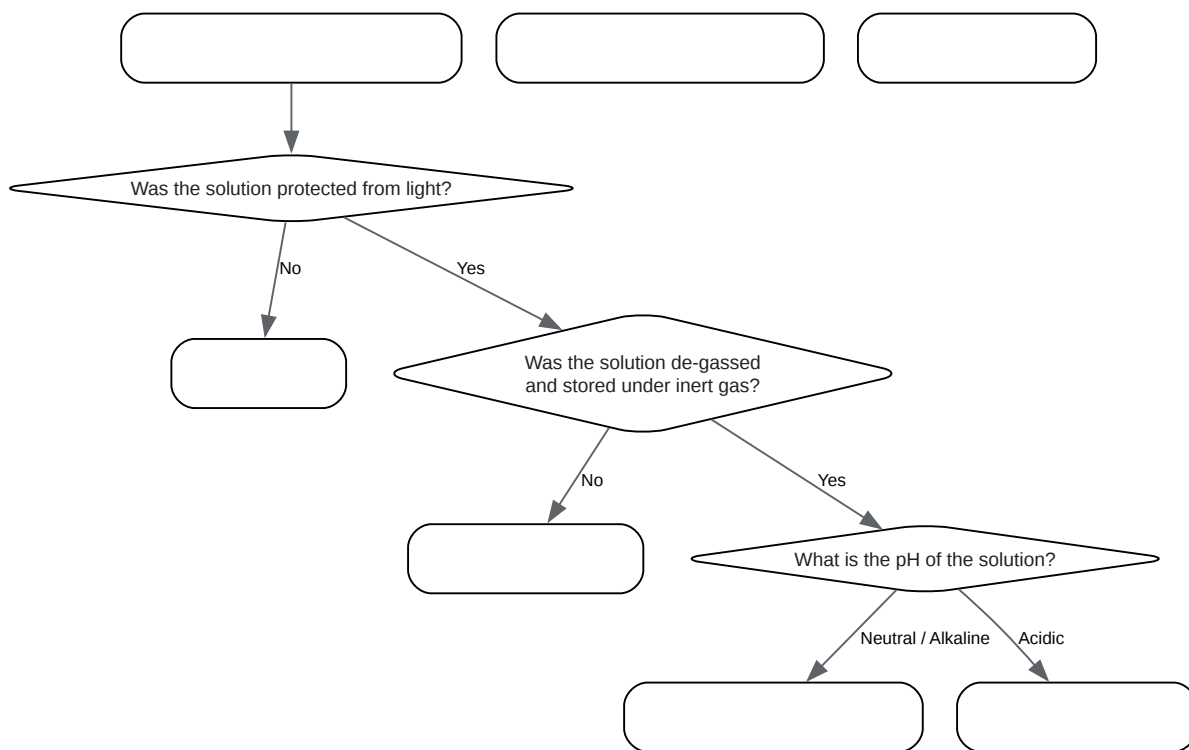 Was the solution protected from light?
No
Yes
Was the solution de-gassed
and stored under inert gas?
No
Yes
What is the pH of the solution?
Neutral / Alkaline
Acidic